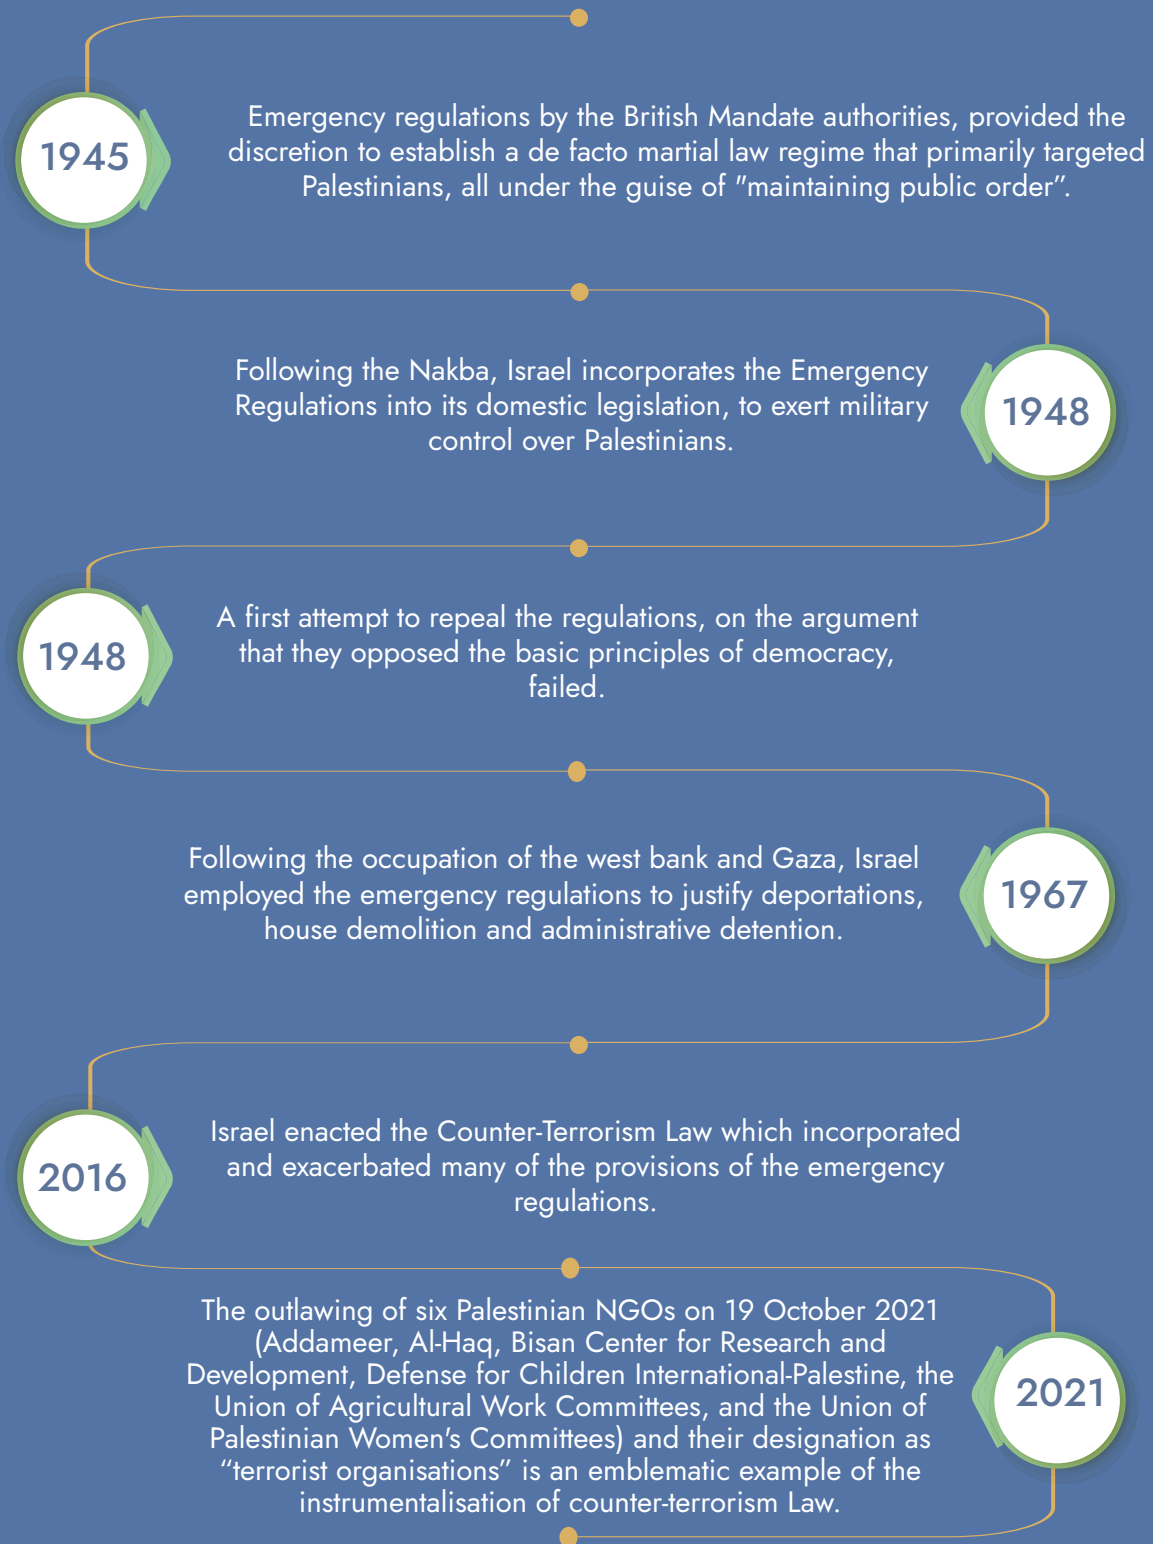 1945
Emergency regulations by the British Mandate authorities, provided the
discretion to establish a de facto martial law regime that primarily targeted
Palestinians, all under the guise of "maintaining public order”.
Following the Nakba, Israel incorporates the Emergency
Regulations into its domestic legislation, to exert military
control over Palestinians.
1948
1948
A first attempt to repeal the regulations, on the argument
that they opposed the basic principles of democracy,
failed.
Following the occupation of the west bank and Gaza, Israel
employed the emergency regulations to justify deportations,
house demolition and administrative detention.
1967
2016
Israel enacted the Counter-Terrorism Law which incorporated
and exacerbated many of the provisions of the emergency
regulations.
The outlawing of six Palestinian NGOs on 19 October 2021
(Addameer, Al-Haq, Bisan Center for Research and
Development, Defense for Children International-Palestine, the
Union of Agricultural Work Committees, and the Union of
Palestinian Women's Committees) and their designation as
“terrorist organisations” is an emblematic example of the
instrumentalisation of counter-terrorism Law.
2021